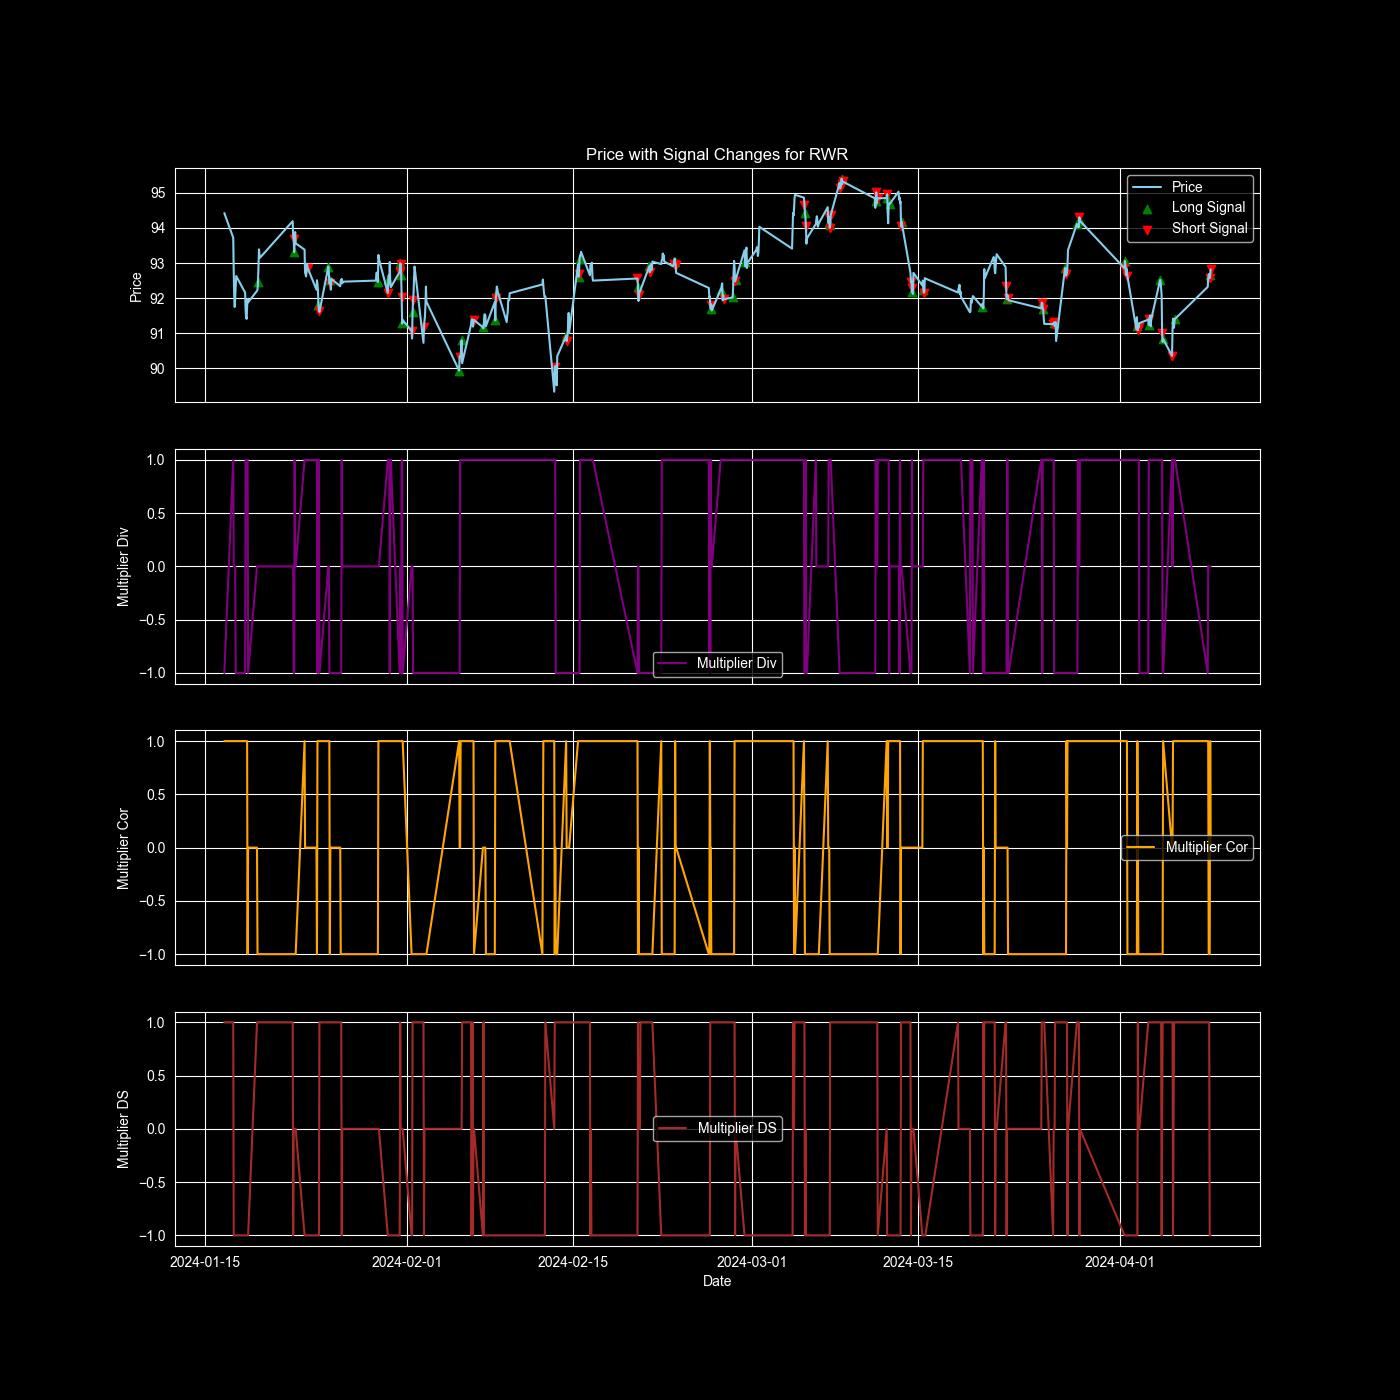 Price with Signal Changes for RWR
95
94
93
92
91
90
Price
Price
Long Signal
Short Signal
1.0
0.5
0.0
−0.5
−1.0
Multiplier Div
Multiplier Div
1.0
0.5
0.0
−0.5
−1.0
Multiplier Cor
Multiplier Cor
1.0
0.5
0.0
−0.5
−1.0
Multiplier DS
Multiplier DS
2024-01-15 2024-02-01 2024-02-15 2024-03-01 2024-03-15 2024-04-01
Date